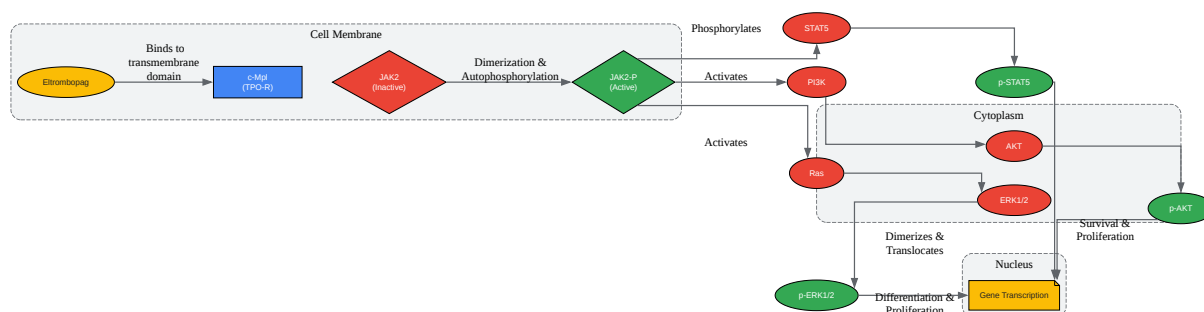 Cell Membrane
Eltrombopag
Binds to
transmembrane
domain
c-Mpl
(TPO-R)
JAK2
(Inactive)
Dimerization &
Autophosphorylation
JAK2-P
(Active)
Phosphorylates
STAT5
Activates
PI3K
p-STAT5
Cytoplasm
Activates
AKT
Ras
ERK1/2
p-AKT
Survival &
Proliferation
Dimerizes &
Translocates
Nucleus
p-ERK1/2
Differentiation &
Proliferation
Gene Transcription